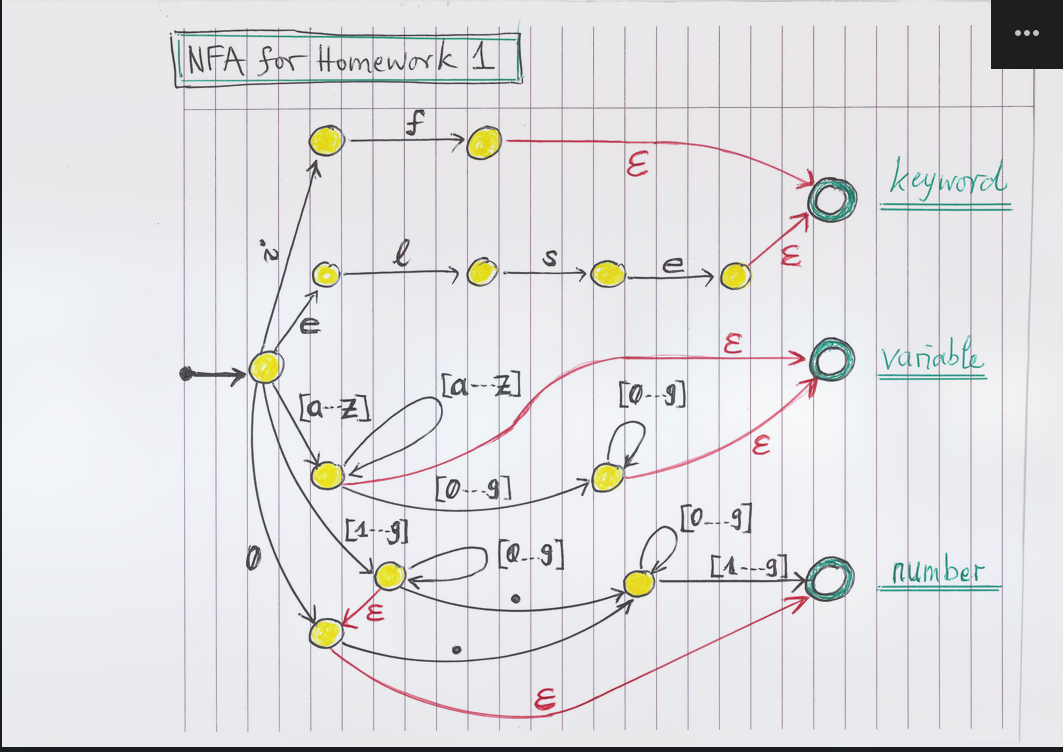 NFA for Homework 1
f
ε
keyword
i
l
s
e
ε
e
ε
variable
[a--z]
[a--z]
[0--9]
ε
[0---9]
[1--9]
[0--9]
[0---9]
[1---9]
number
0
ε
•
•
ε